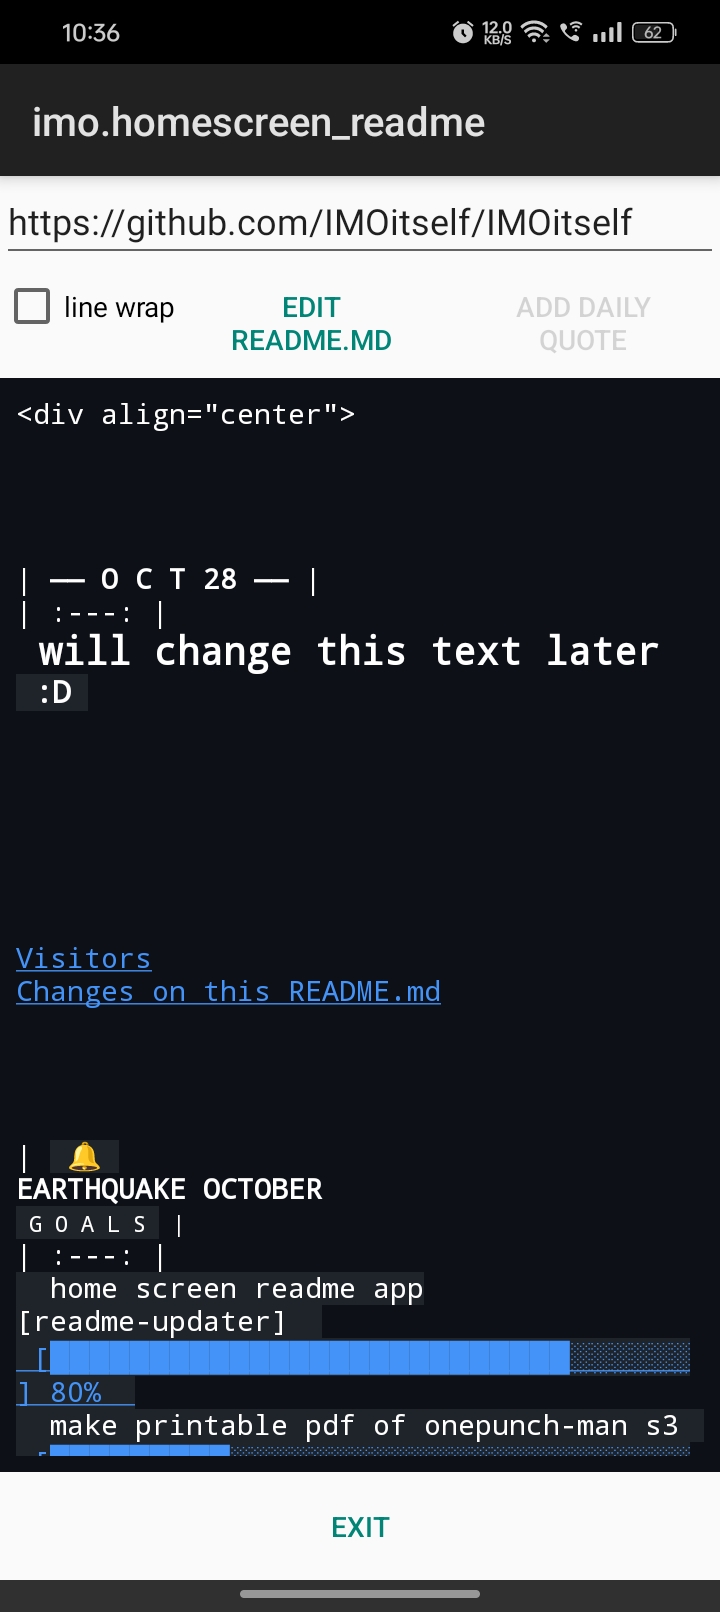 10:36
12.0
KB/S
62
imo.homescreen_readme
https://github.com/IMOitself/IMOitself
line wrap
EDIT
README.MD
ADD DAILY
QUOTE
<div align="center">
| —— O C T 28 —— |
| :---: |
will change this text later
:D
Visitors
Changes on this README.md
| 🔔
EARTHQUAKE OCTOBER
G O A L S |
| :---: |
home screen readme app
[readme-updater]
[██████████████████████████░░░░░░
] 80%
make printable pdf of onepunch-man s3
[█████████░░░░░░░░░░░░░░░░░░░░░░░
EXIT